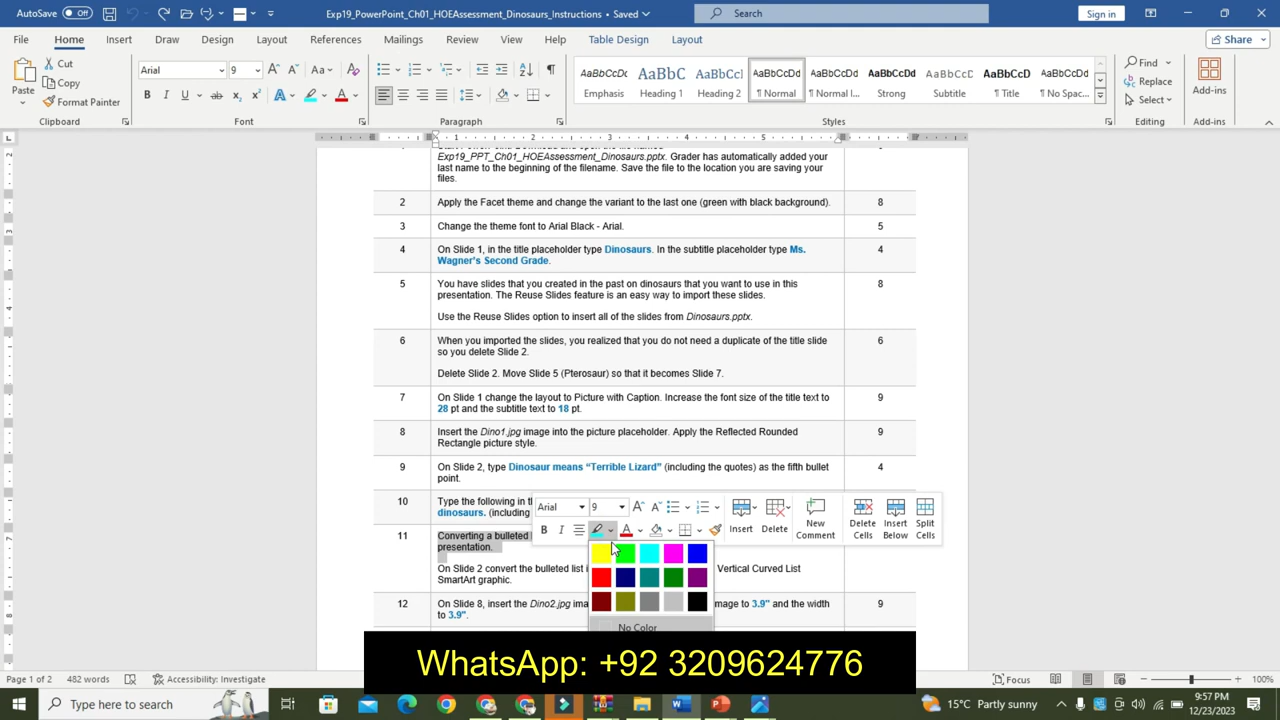 Exp19_PPT_Ch01_HOEAssessment_Dinosaurs_Instruction - Saved
Search
Sign in
File Home Insert Draw Design Layout References Mailings Review View Help Table Design Layout
Share
Paste
Cut
Copy
Format Painter
Arial 9
Emphasis Heading 1 Heading 2 ¶ Normal ¶ Normal I... Strong Subtitle ¶ Title ¶ No Spac...
Find
Replace
Select
Add-ins
Clipboard Font Paragraph Styles Editing Add-ins
Exp19_PPT_Ch01_HOEAssessment_Dinosaurs.pptx. Grader has automatically added your
last name to the beginning of the filename. Save the file to the location you are saving your
files.
2 Apply the Facet theme and change the variant to the last one (green with black background). 8
3 Change the theme font to Arial Black - Arial. 5
4 On Slide 1, in the title placeholder type Dinosaurs. In the subtitle placeholder type Ms. 4
Wagner's Second Grade.
5 You have slides that you created in the past on dinosaurs that you want to use in this 8
presentation. The Reuse Slides feature is an easy way to import these slides.
Use the Reuse Slides option to insert all of the slides from Dinosaurs.pptx.
6 When you imported the slides, you realized that you do not need a duplicate of the title slide 6
so you delete Slide 2.
Delete Slide 2. Move Slide 5 (Pterosaur) so that it becomes Slide 7.
7 On Slide 1 change the layout to Picture with Caption. Increase the font size of the title text to 9
28 pt and the subtitle text to 18 pt.
8 Insert the Dino1.jpg image into the picture placeholder. Apply the Reflected Rounded 9
Rectangle picture style.
9 On Slide 2, type Dinosaur means “Terrible Lizard” (including the quotes) as the fifth bullet 4
point.
10 Type the following in th
dinosaurs. (including
Arial 9
Insert Delete New Comment Delete Cells Insert Below Split Cells
11 Converting a bulleted
presentation.
On Slide 2 convert the bulleted list i Vertical Curved List
SmartArt graphic.
12 On Slide 8, insert the Dino2.jpg ima mage to 3.9" and the width 9
to 3.9".
No Color
WhatsApp: +92 3209624776
Page 1 of 2 482 words Accessibility: Investigate Focus 100%
Type here to search
15°C Partly sunny
9:57 PM
12/23/2023